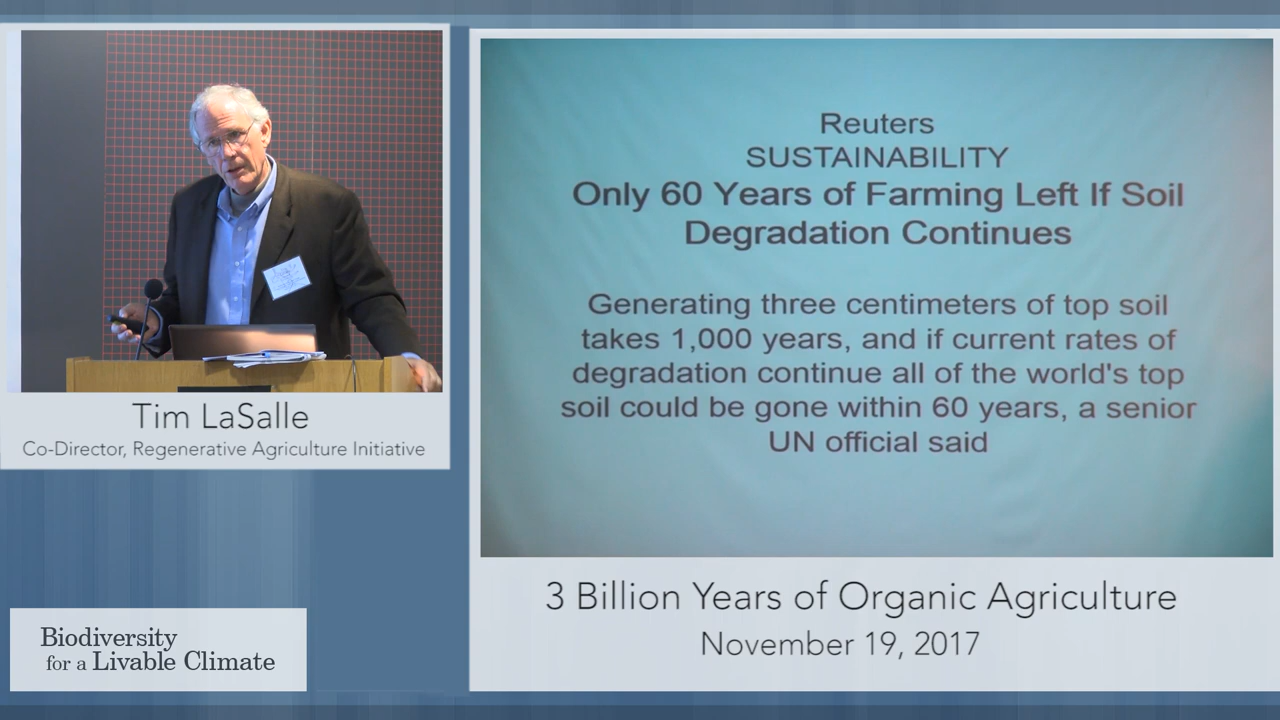 Tim LaSalle
Co-Director, Regenerative Agriculture Initiative
Biodiversity
for a Livable Climate
Reuters
SUSTAINABILITY
Only 60 Years of Farming Left If Soil
Degradation Continues
Generating three centimeters of top soil
takes 1,000 years, and if current rates of
degradation continue all of the world's top
soil could be gone within 60 years, a senior
UN official said
3 Billion Years of Organic Agriculture
November 19, 2017